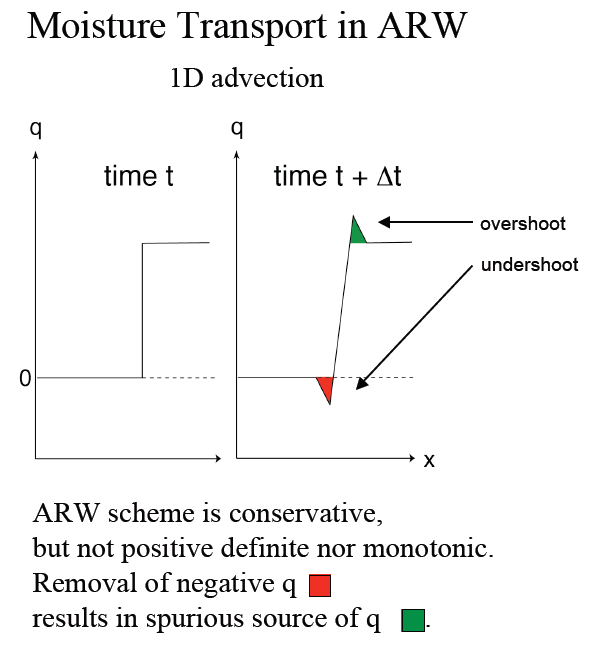 Moisture Transport in ARW
1D advection
q
time t
0
q
time t + Δt
overshoot
undershoot
x
ARW scheme is conservative,
but not positive definite nor monotonic.
Removal of negative q
results in spurious source of q .